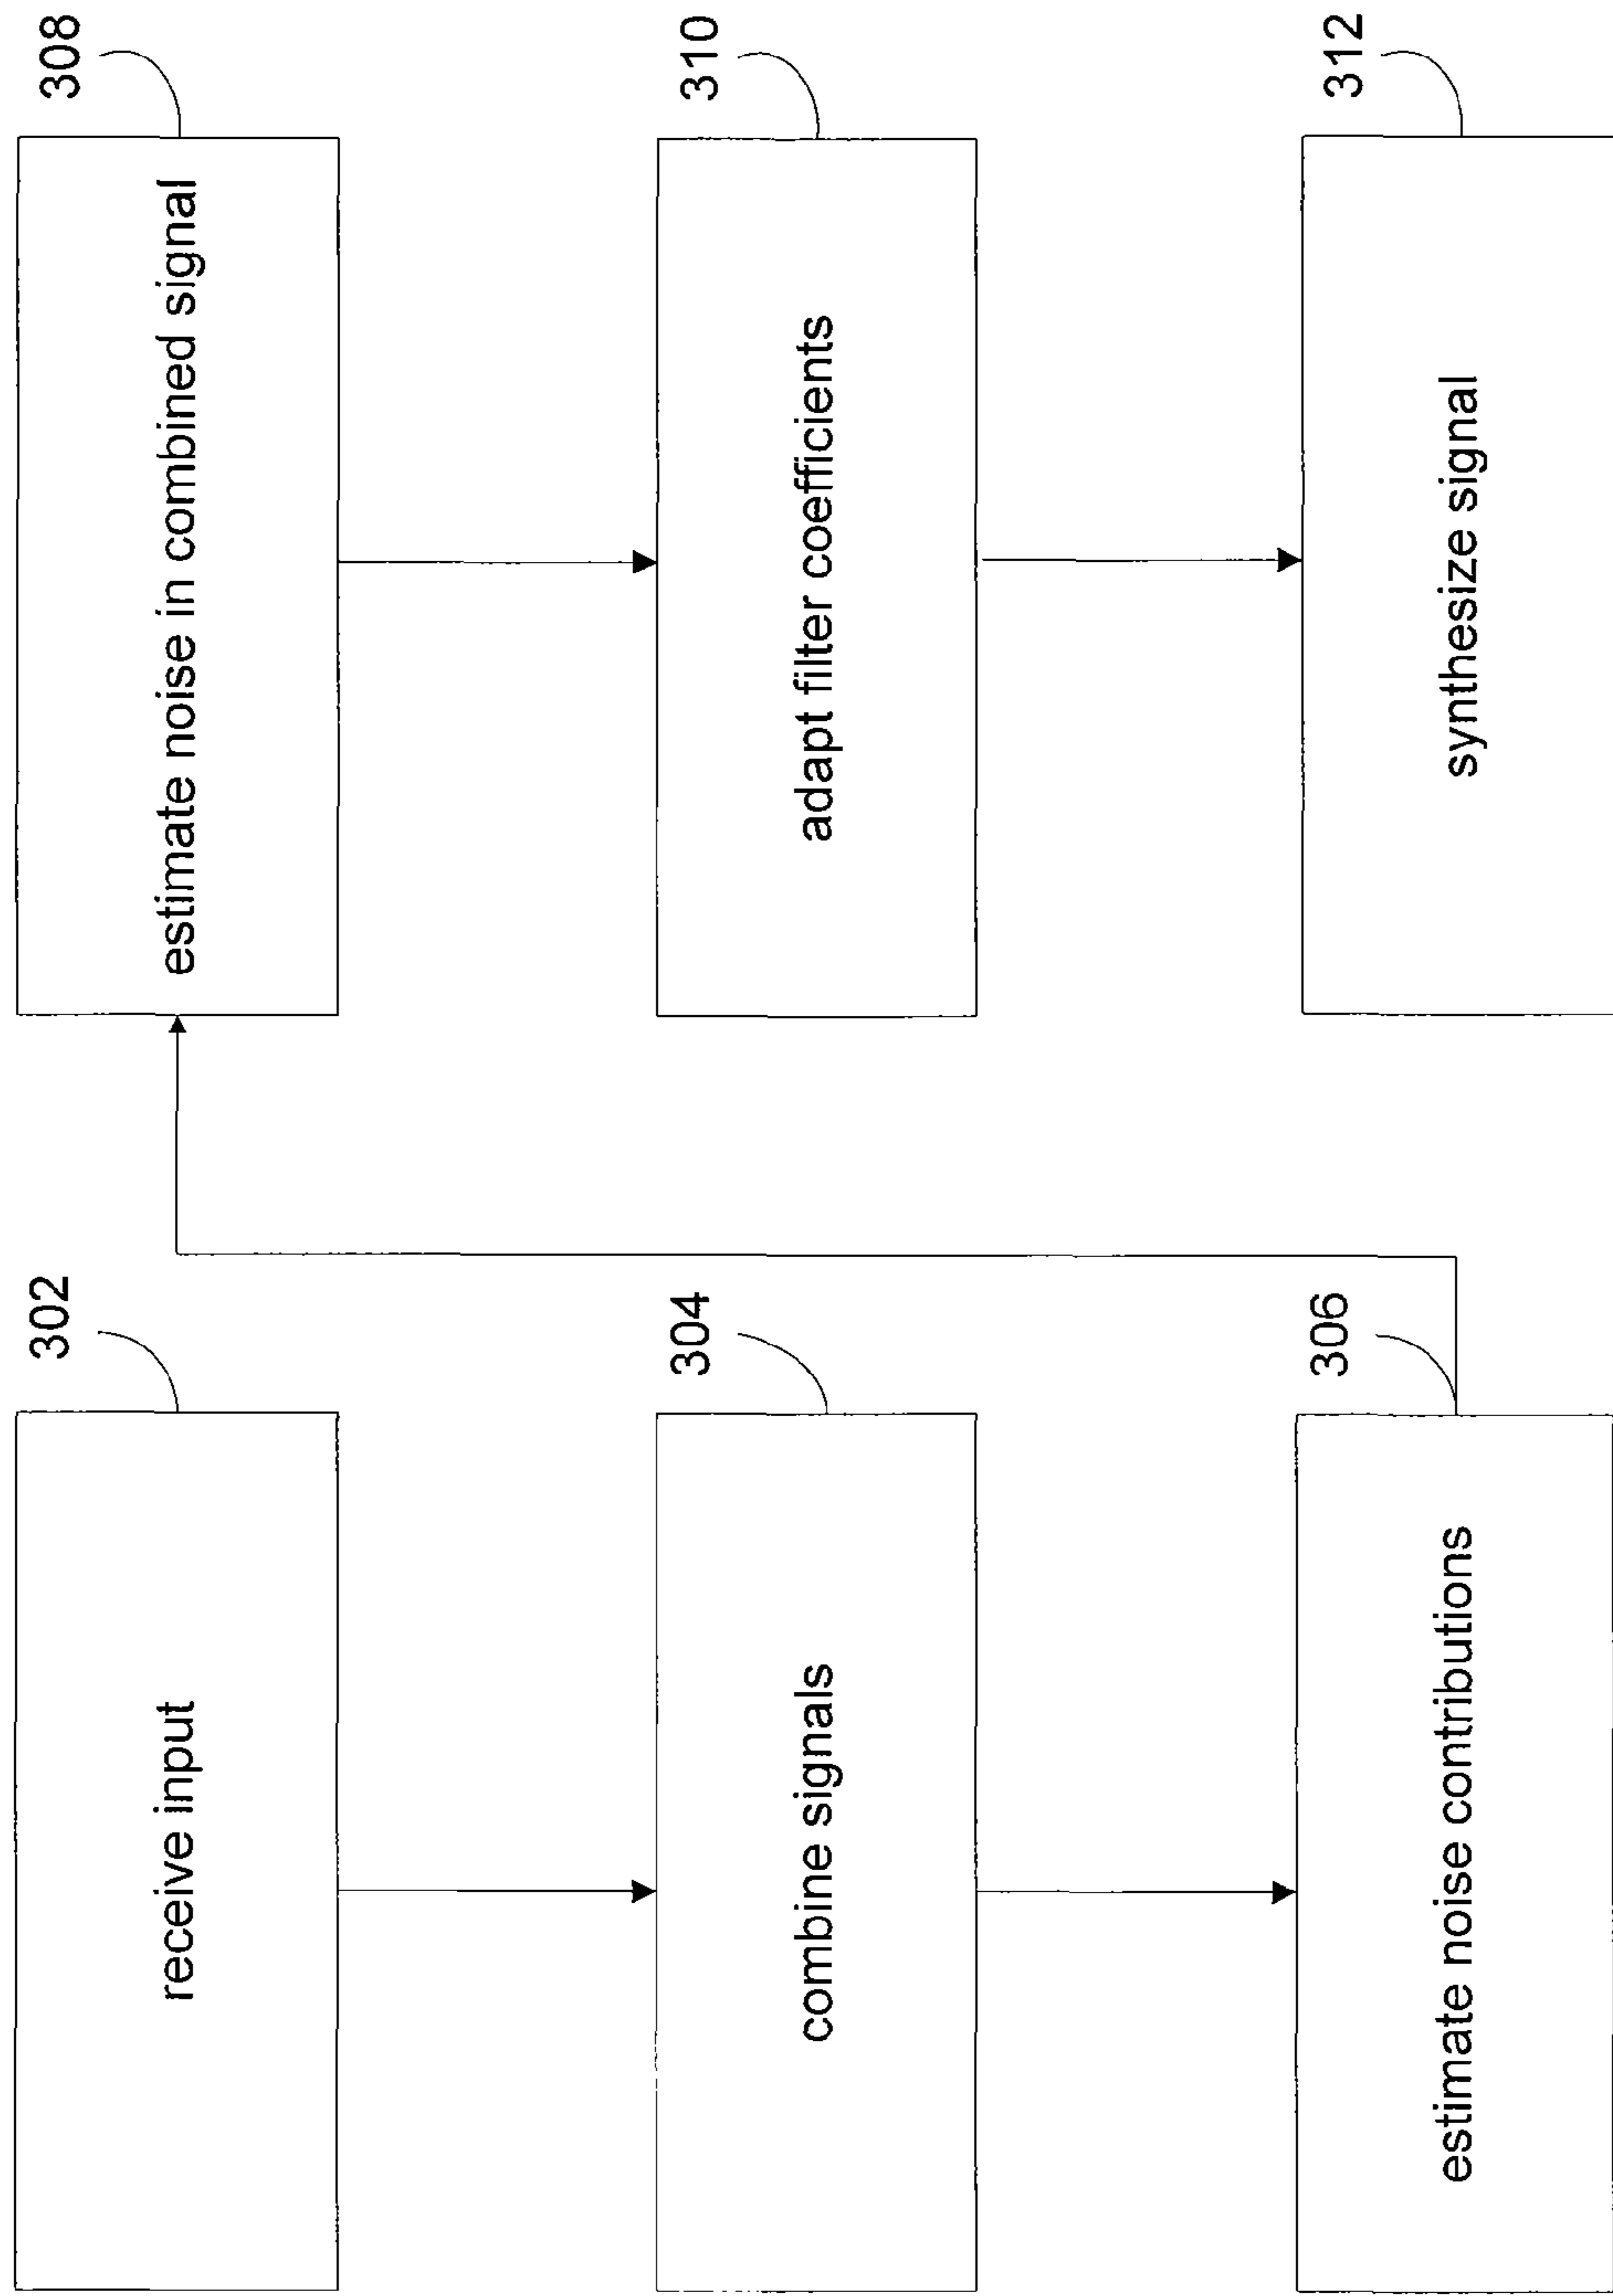 302
receive input
304
combine signals
306
estimate noise contributions
308
estimate noise in combined signal
310
adapt filter coefficients
312
synthesize signal